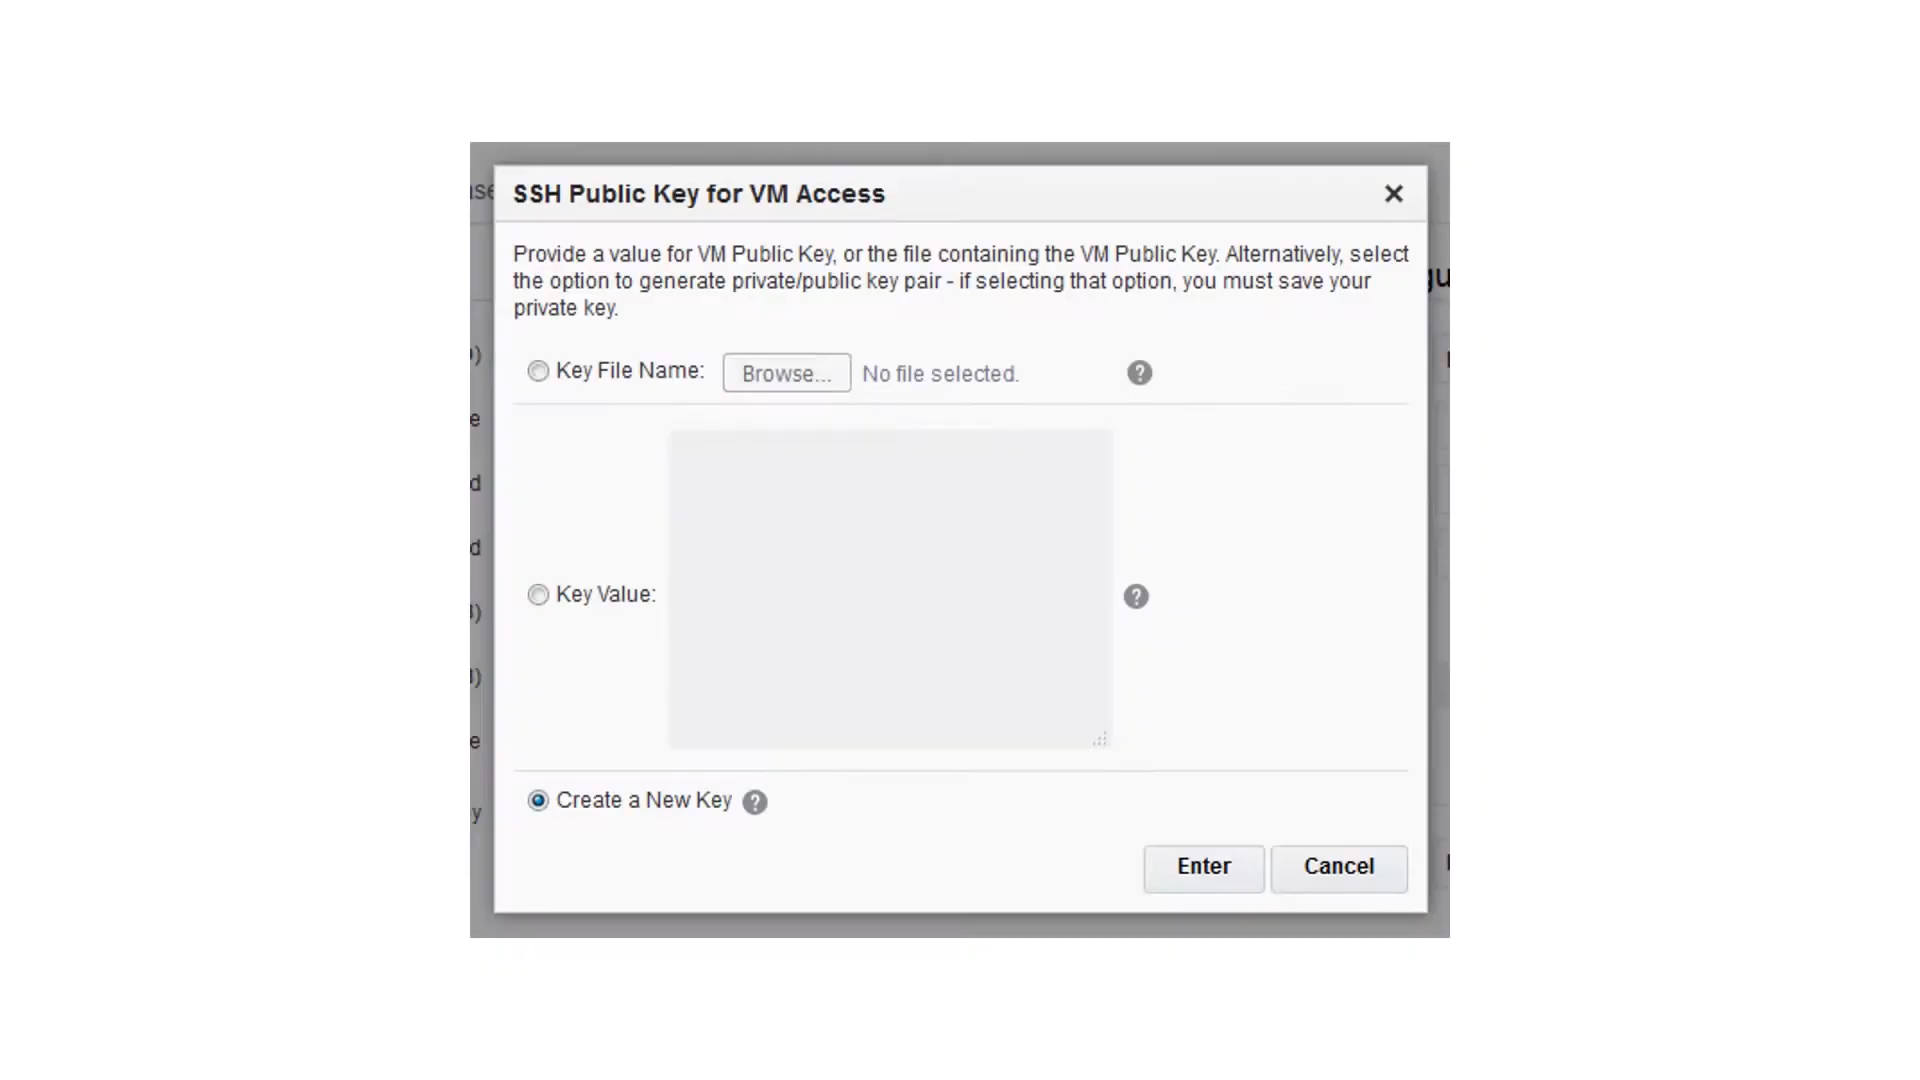 SSH Public Key for VM Access
Provide a value for VM Public Key, or the file containing the VM Public Key. Alternatively, select
the option to generate private/public key pair - if selecting that option, you must save your
private key.
Key File Name: Browse... No file selected.
Key Value:
Create a New Key
Enter Cancel